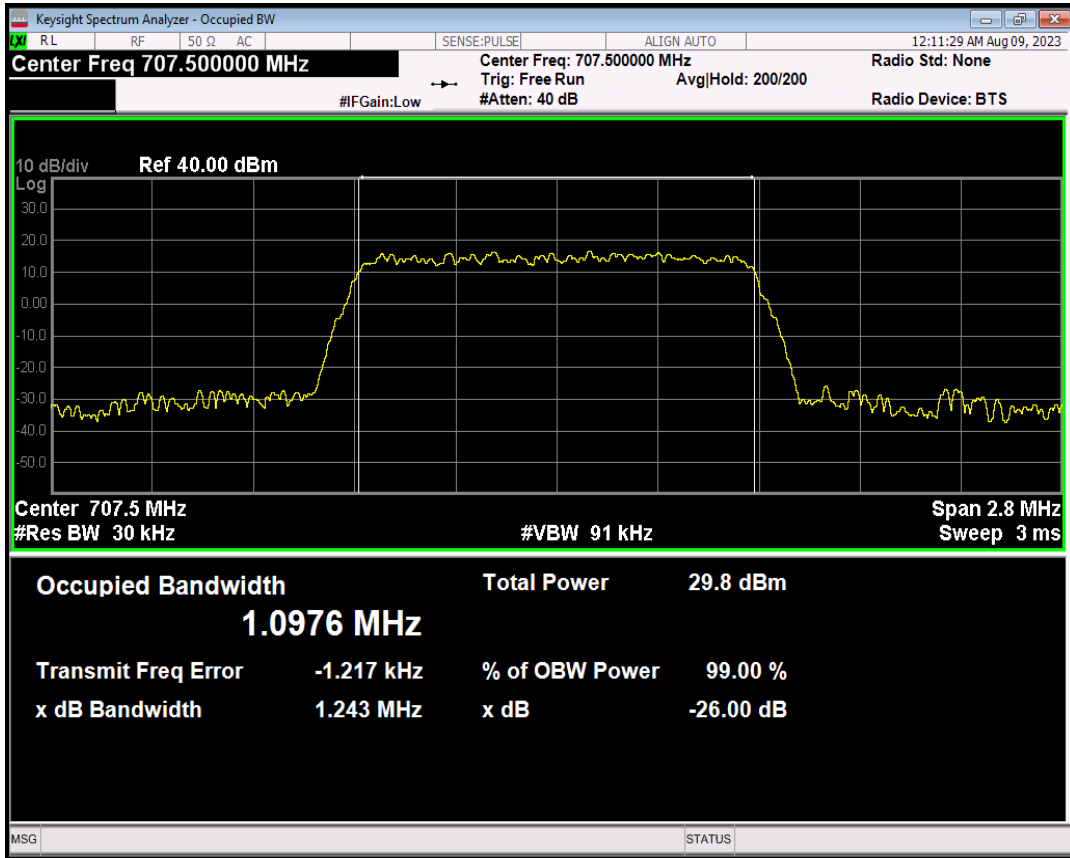 Keysight Spectrum Analyzer - Occupied BW
LXI RL RF 50 Ω AC SENSE:PULSE ALIGN AUTO 12:11:29 AM Aug 09, 2023
Center Freq 707.500000 MHz Center Freq: 707.500000 MHz Radio Std: None
Trig: Free Run Avg|Hold: 200/200
#IFGain:Low #Atten: 40 dB Radio Device: BTS
10 dB/div Ref 40.00 dBm
Log
30.0
20.0
10.0
0.00
-10.0
-20.0
-30.0
-40.0
-50.0
Center 707.5 MHz Span 2.8 MHz
#Res BW 30 kHz #VBW 91 kHz Sweep 3 ms
Occupied Bandwidth Total Power 29.8 dBm
1.0976 MHz
Transmit Freq Error -1.217 kHz % of OBW Power 99.00 %
x dB Bandwidth 1.243 MHz x dB -26.00 dB
MSG STATUS